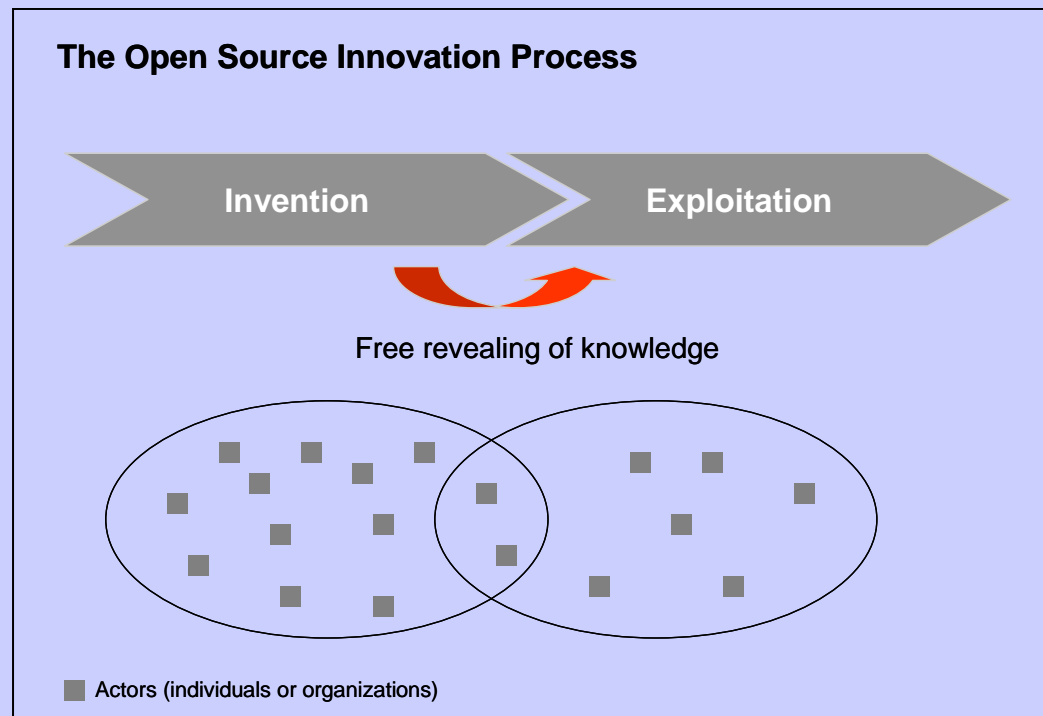 The Open Source Innovation Process
Invention
Exploitation
Free revealing of knowledge
Actors (individuals or organizations)